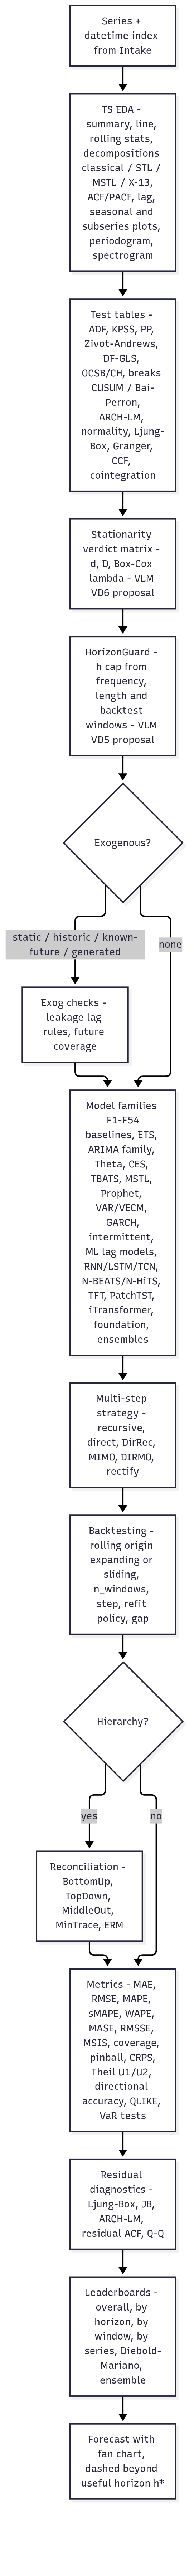 Series +
datetime index
from Intake
TS EDA -
summary, line,
rolling stats,
decompositions
classical / STL /
MSTL / X-13,
ACF/PACF, lag,
seasonal and
subseries plots,
periodogram,
spectrogram
Test tables -
ADF, KPSS, PP,
Zivot-Andrews,
DF-GLS,
OCSB/CH, breaks
CUSUM / Bai-
Perron,
ARCH-LM,
normality, Ljung-
Box, Granger,
CCF,
cointegration
Stationarity
verdict matrix -
d, D, Box-Cox
lambda - VLM
VD6 proposal
HorizonGuard -
h cap from
frequency,
length and
backtest
windows - VLM
VD5 proposal
Exogenous?
static / historic / known-
future / generated
none
Exog checks -
leakage lag
rules, future
coverage
Model families
F1-F54
baselines, ETS,
ARIMA family,
Theta, CES,
TBATS, MSTL,
Prophet,
VAR/VECM,
GARCH,
intermittent,
ML lag models,
RNN/LSTM/TCN,
N-BEATS/N-HiTS,
TFT, PatchTST,
iTransformer,
foundation,
ensembles
Multi-step
strategy -
recursive,
direct, DirRec,
MIMO, DIRMO,
rectify
Backtesting -
rolling origin
expanding or
sliding,
n_windows,
step, refit
policy, gap
Hierarchy?
yes
no
Reconciliation -
BottomUp,
TopDown,
MiddleOut,
MinTrace, ERM
Metrics - MAE,
RMSE, MAPE,
sMAPE, WAPE,
MASE, RMSSE,
MSIS, coverage,
pinball, CRPS,
Theil U1/U2,
directional
accuracy, QLIKE,
VaR tests
Residual
diagnostics -
Ljung-Box, JB,
ARCH-LM,
residual ACF, Q-Q
Leaderboards -
overall, by
horizon, by
window, by
series, Diebold-
Mariano,
ensemble
Forecast with
fan chart,
dashed beyond
useful horizon h*